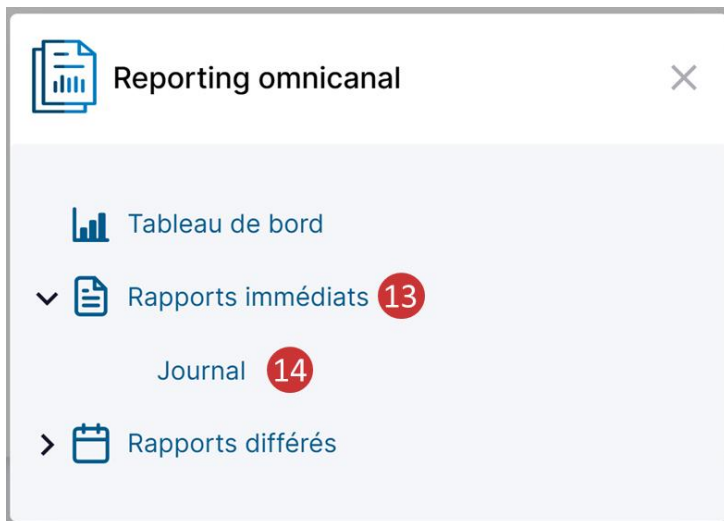 Reporting omnicanal
Tableau de bord
Rapports immédiats 13
Journal 14
Rapports différés